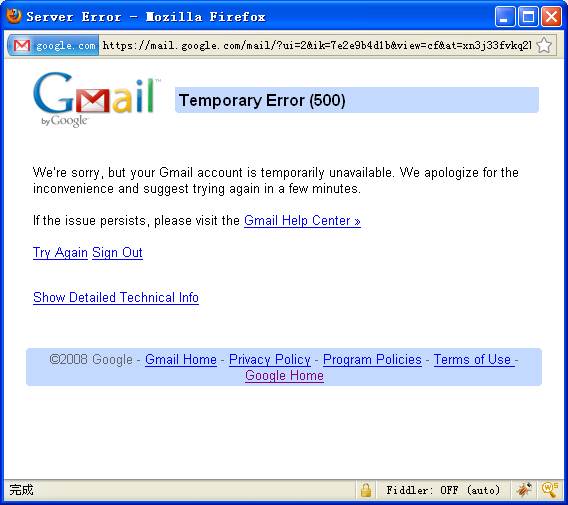 Server Error - Mozilla Firefox
google.com https://mail.google.com/mail/?ui=2&ik=7e2e9b4d1b&view=cf&at=xn3j33fvkq2
Gmail™
by Google
Temporary Error (500)
We're sorry, but your Gmail account is temporarily unavailable. We apologize for the
inconvenience and suggest trying again in a few minutes.
If the issue persists, please visit the Gmail Help Center »
Try Again Sign Out
Show Detailed Technical Info
©2008 Google - Gmail Home - Privacy Policy - Program Policies - Terms of Use -
Google Home
完成 Fiddler: OFF (auto)